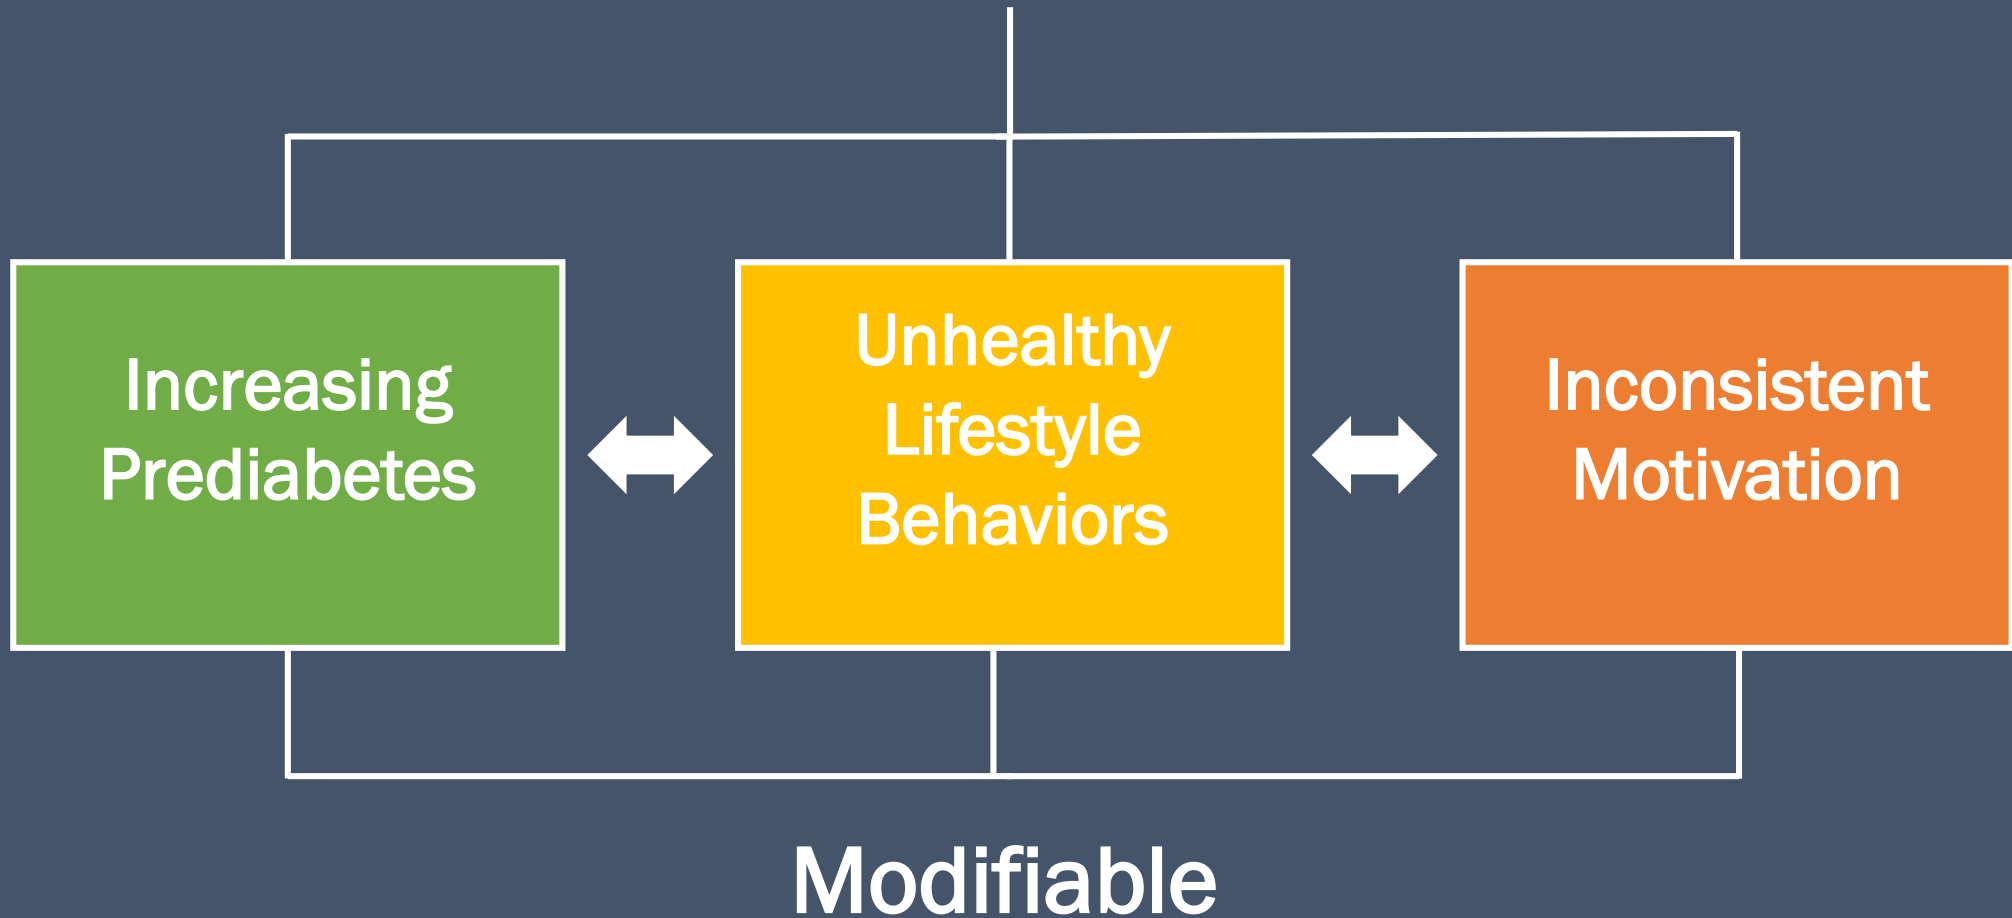 Increasing
Prediabetes
Unhealthy
Lifestyle
Behaviors
Inconsistent
Motivation
Modifiable